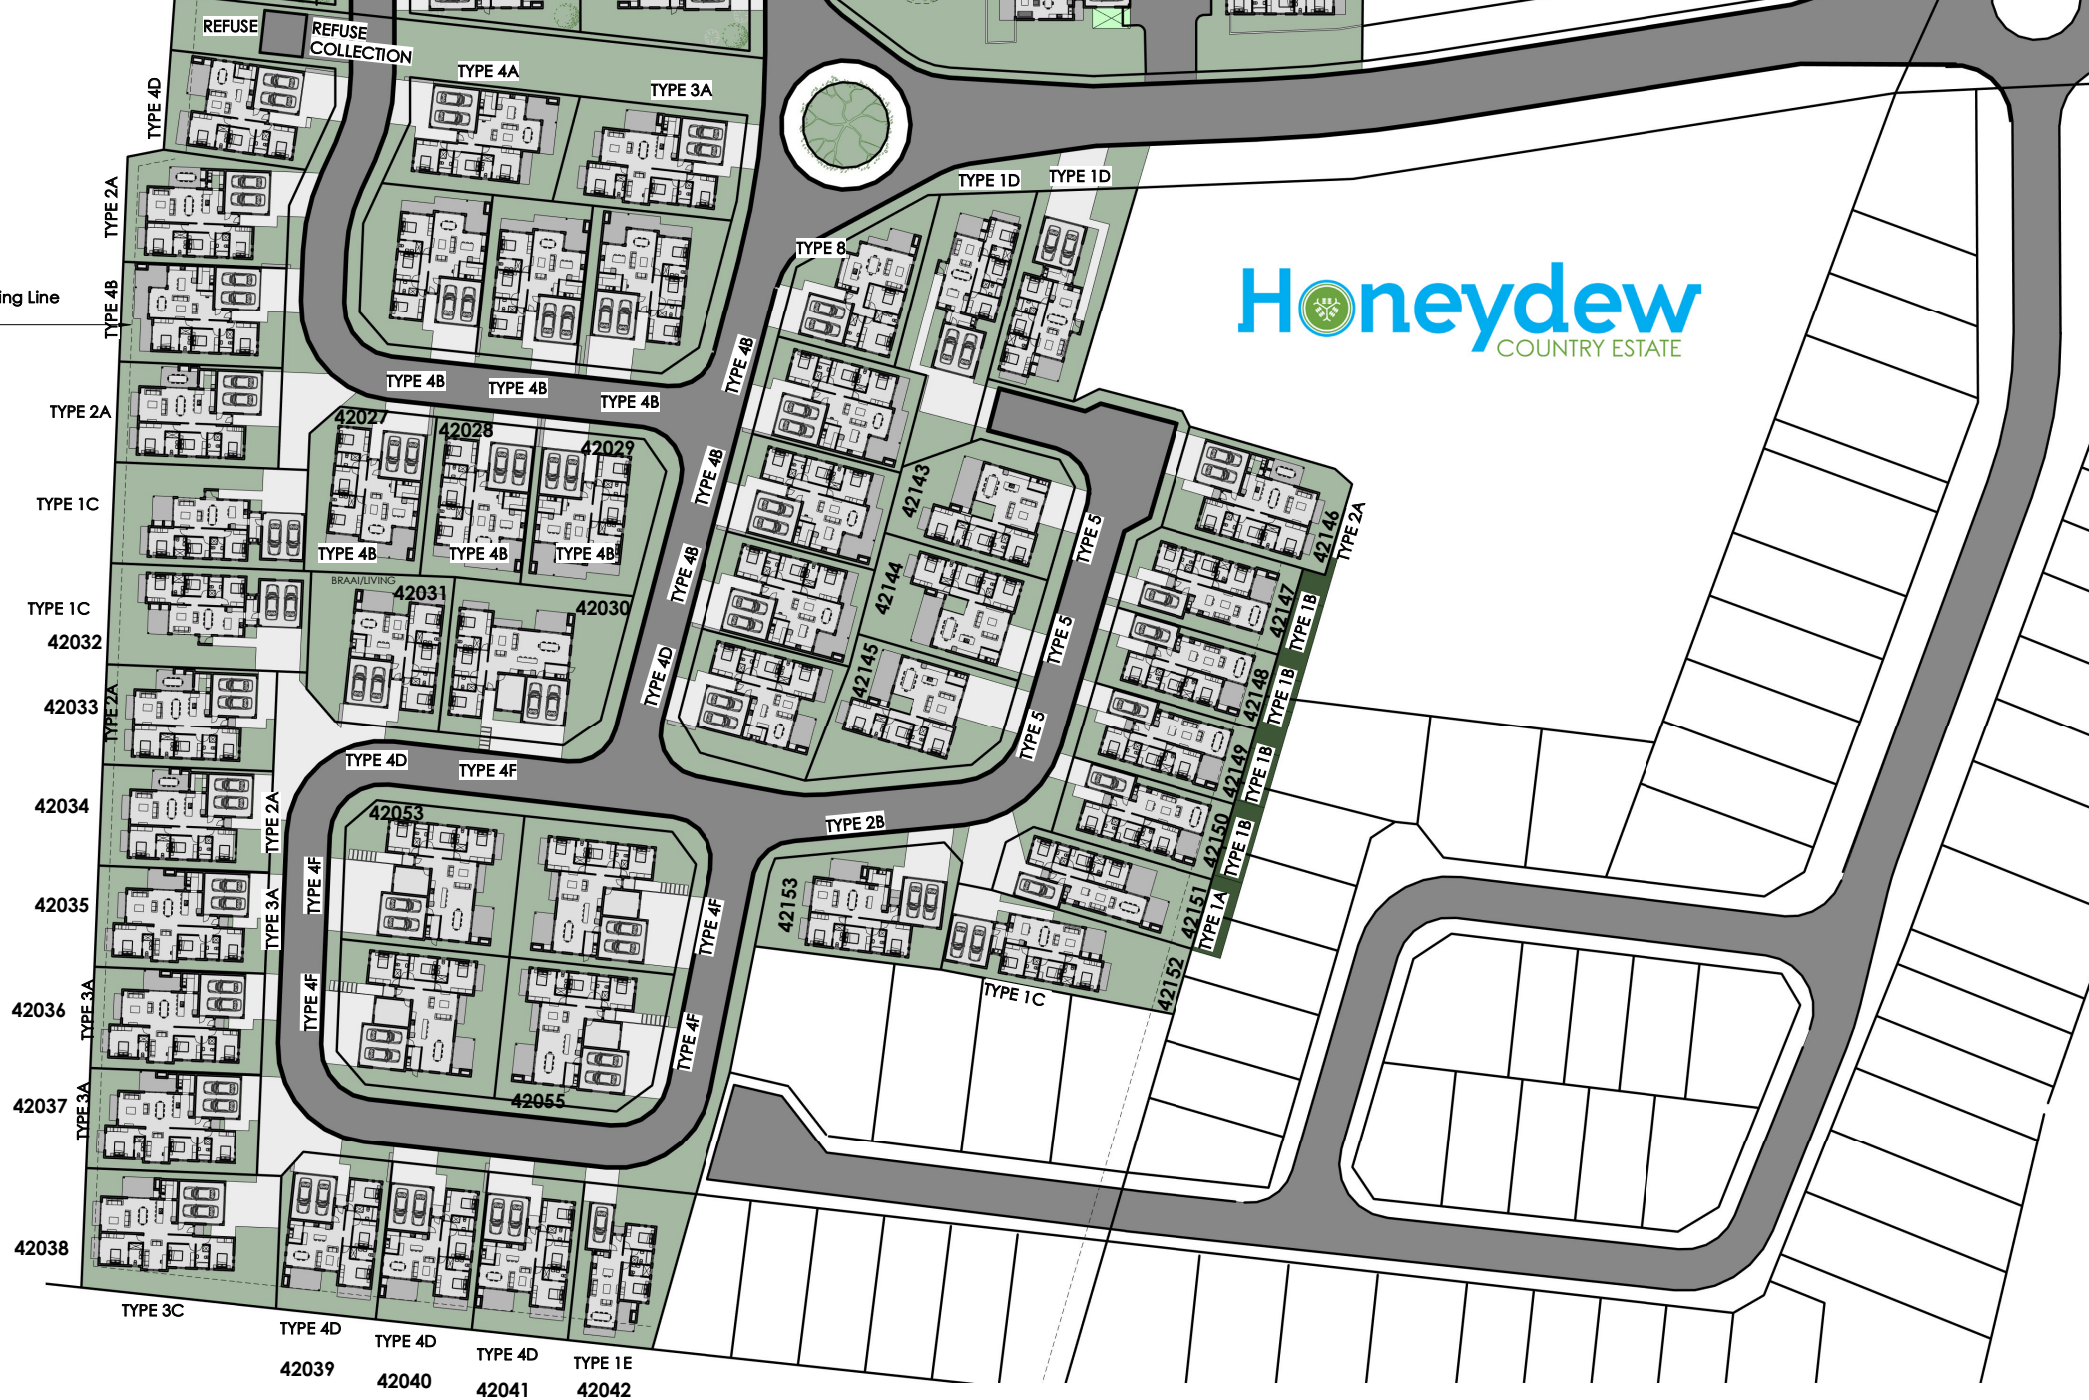 REFUSE
REFUSE
COLLECTION
TYPE 4A
TYPE 3A
TYPE 4D
TYPE 1D
TYPE 1D
TYPE 2A
TYPE 8
ing Line
TYPE 4B
Honeydew
COUNTRY ESTATE
TYPE 4B
TYPE 4B
TYPE 4B
TYPE 4B
TYPE 2A
42027
42028
42029
TYPE 4B
42143
TYPE 1C
TYPE 4B
TYPE 4B
TYPE 4B
TYPE 5
42146
TYPE 2A
TYPE 4B
BRAAI/LIVING
42031
42030
42144
42147
TYPE 1B
TYPE 1C
42032
TYPE 5
TYPE 4D
42145
42148
TYPE 1B
42033
TYPE 2A
TYPE 5
TYPE 4D
TYPE 4F
42149
TYPE 1B
42034
TYPE 2A
42053
TYPE 2B
42150
TYPE 1B
42035
TYPE 3A
TYPE 4F
TYPE 4F
42153
42151
TYPE 1A
42036
TYPE 3A
TYPE 4F
TYPE 4F
TYPE 1C
42152
42037
TYPE 3A
42055
42038
TYPE 3C
TYPE 4D
42039
TYPE 4D
42040
TYPE 4D
42041
TYPE 1E
42042